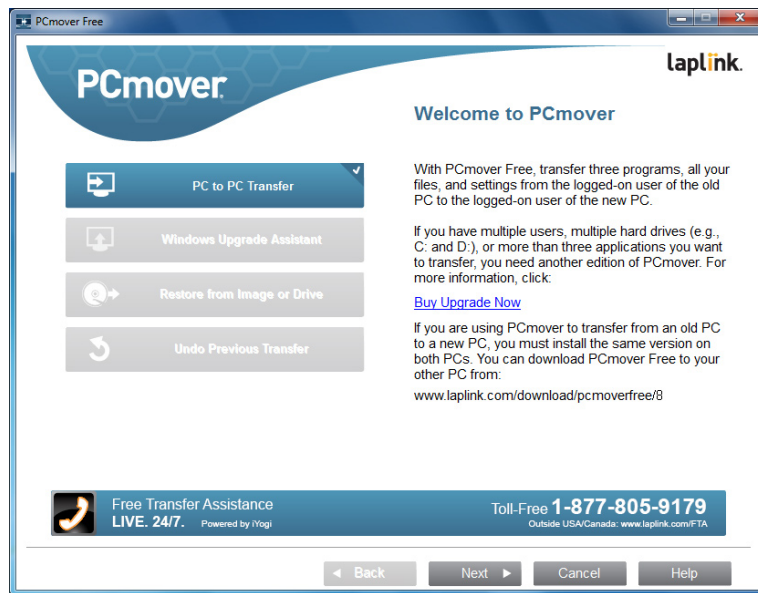 PCmover Free
laplink.
PCmover
Welcome to PCmover
PC to PC Transfer
Windows Upgrade Assistant
Restore from Image or Drive
Undo Previous Transfer
With PCmover Free, transfer three programs, all your
files, and settings from the logged-on user of the old
PC to the logged-on user of the new PC.
If you have multiple users, multiple hard drives (e.g.,
C: and D:), or more than three applications you want
to transfer, you need another edition of PCmover. For
more information, click:
Buy Upgrade Now
If you are using PCmover to transfer from an old PC
to a new PC, you must install the same version on
both PCs. You can download PCmover Free to your
other PC from:
www.laplink.com/download/pcmoverfree/8
Free Transfer Assistance
LIVE. 24/7. Powered by iYogi
Toll-Free 1-877-805-9179
Outside USA/Canada: www.laplink.com/FTA
Back
Next
Cancel
Help